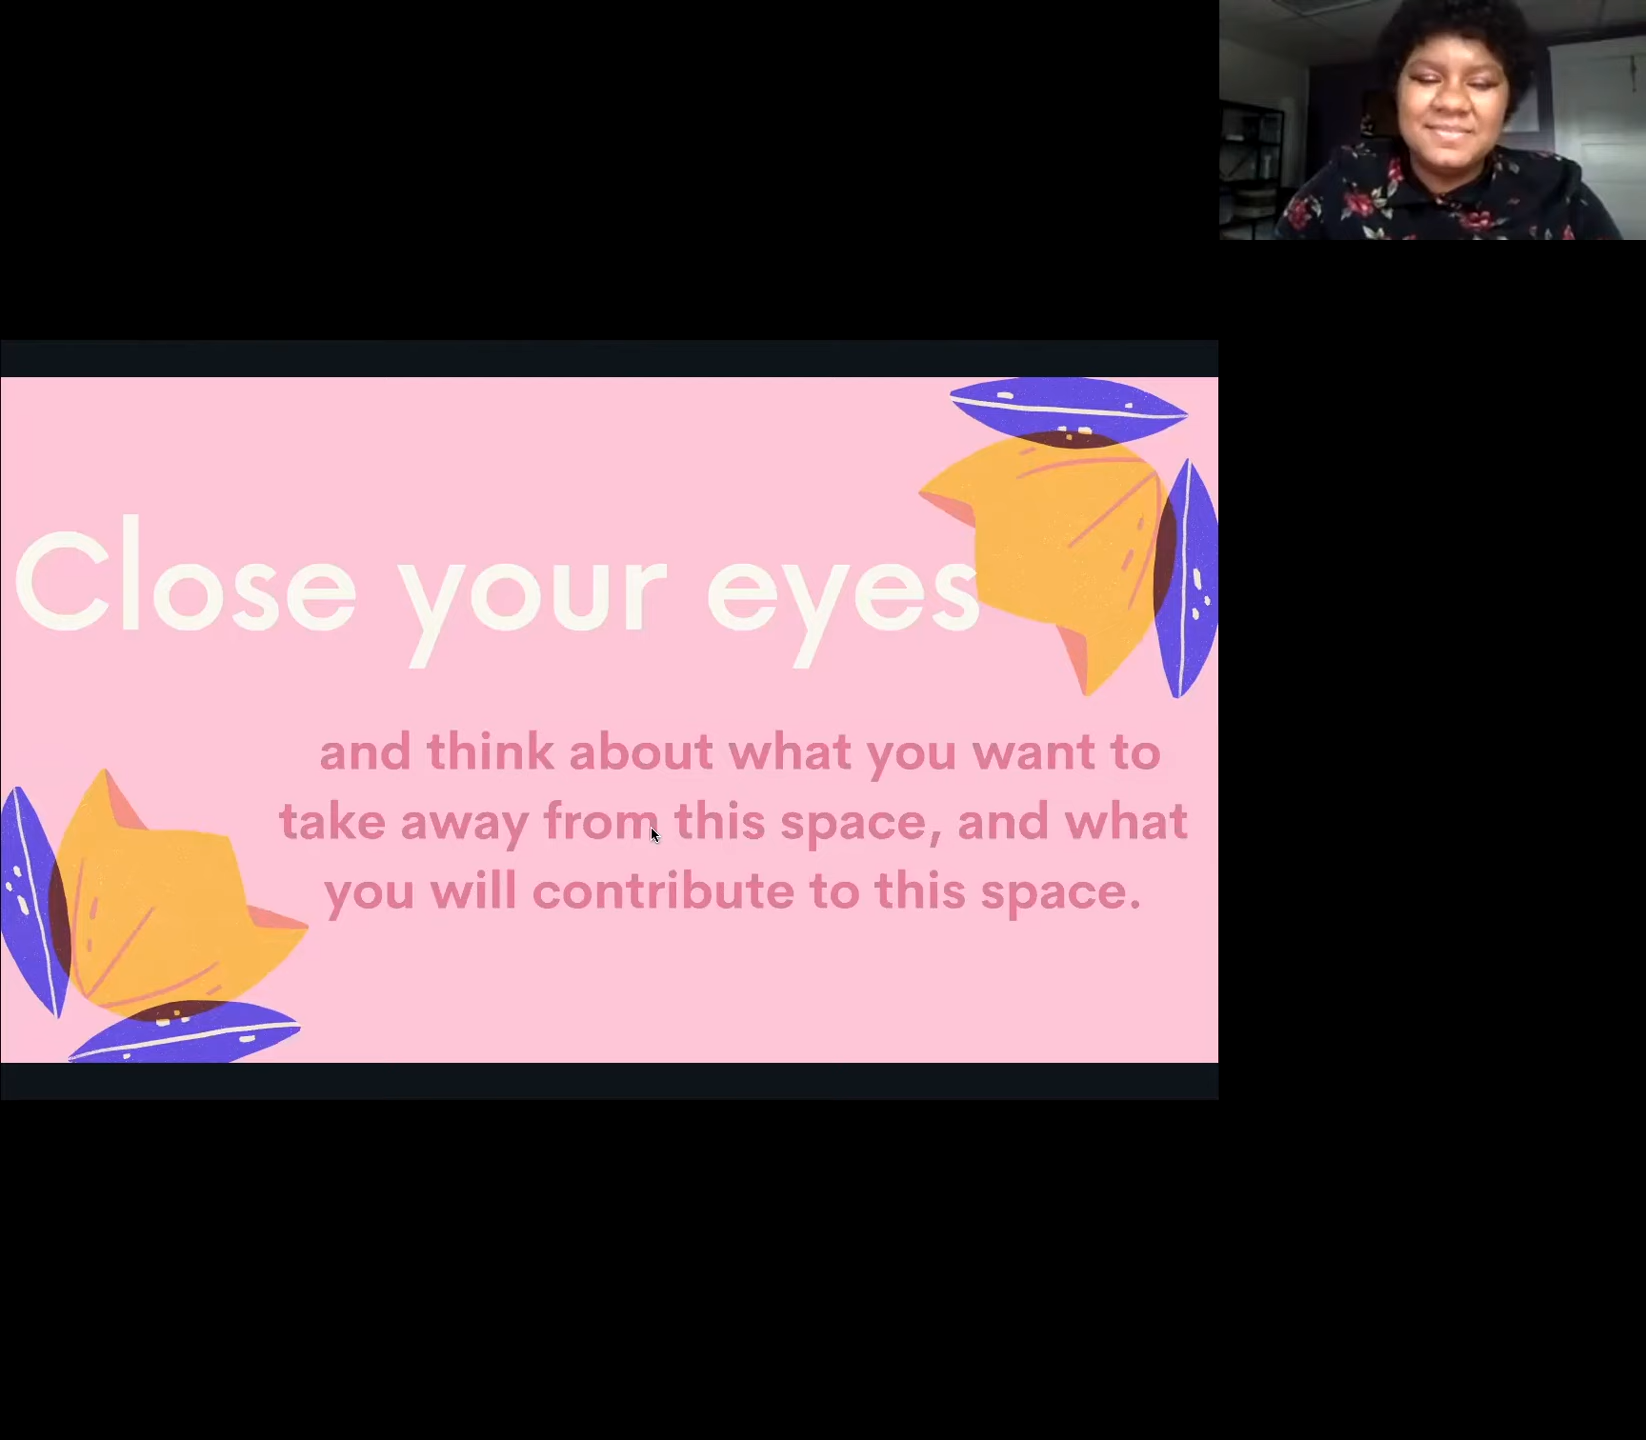 Close your eyes
and think about what you want to
take away from this space, and what
you will contribute to this space.